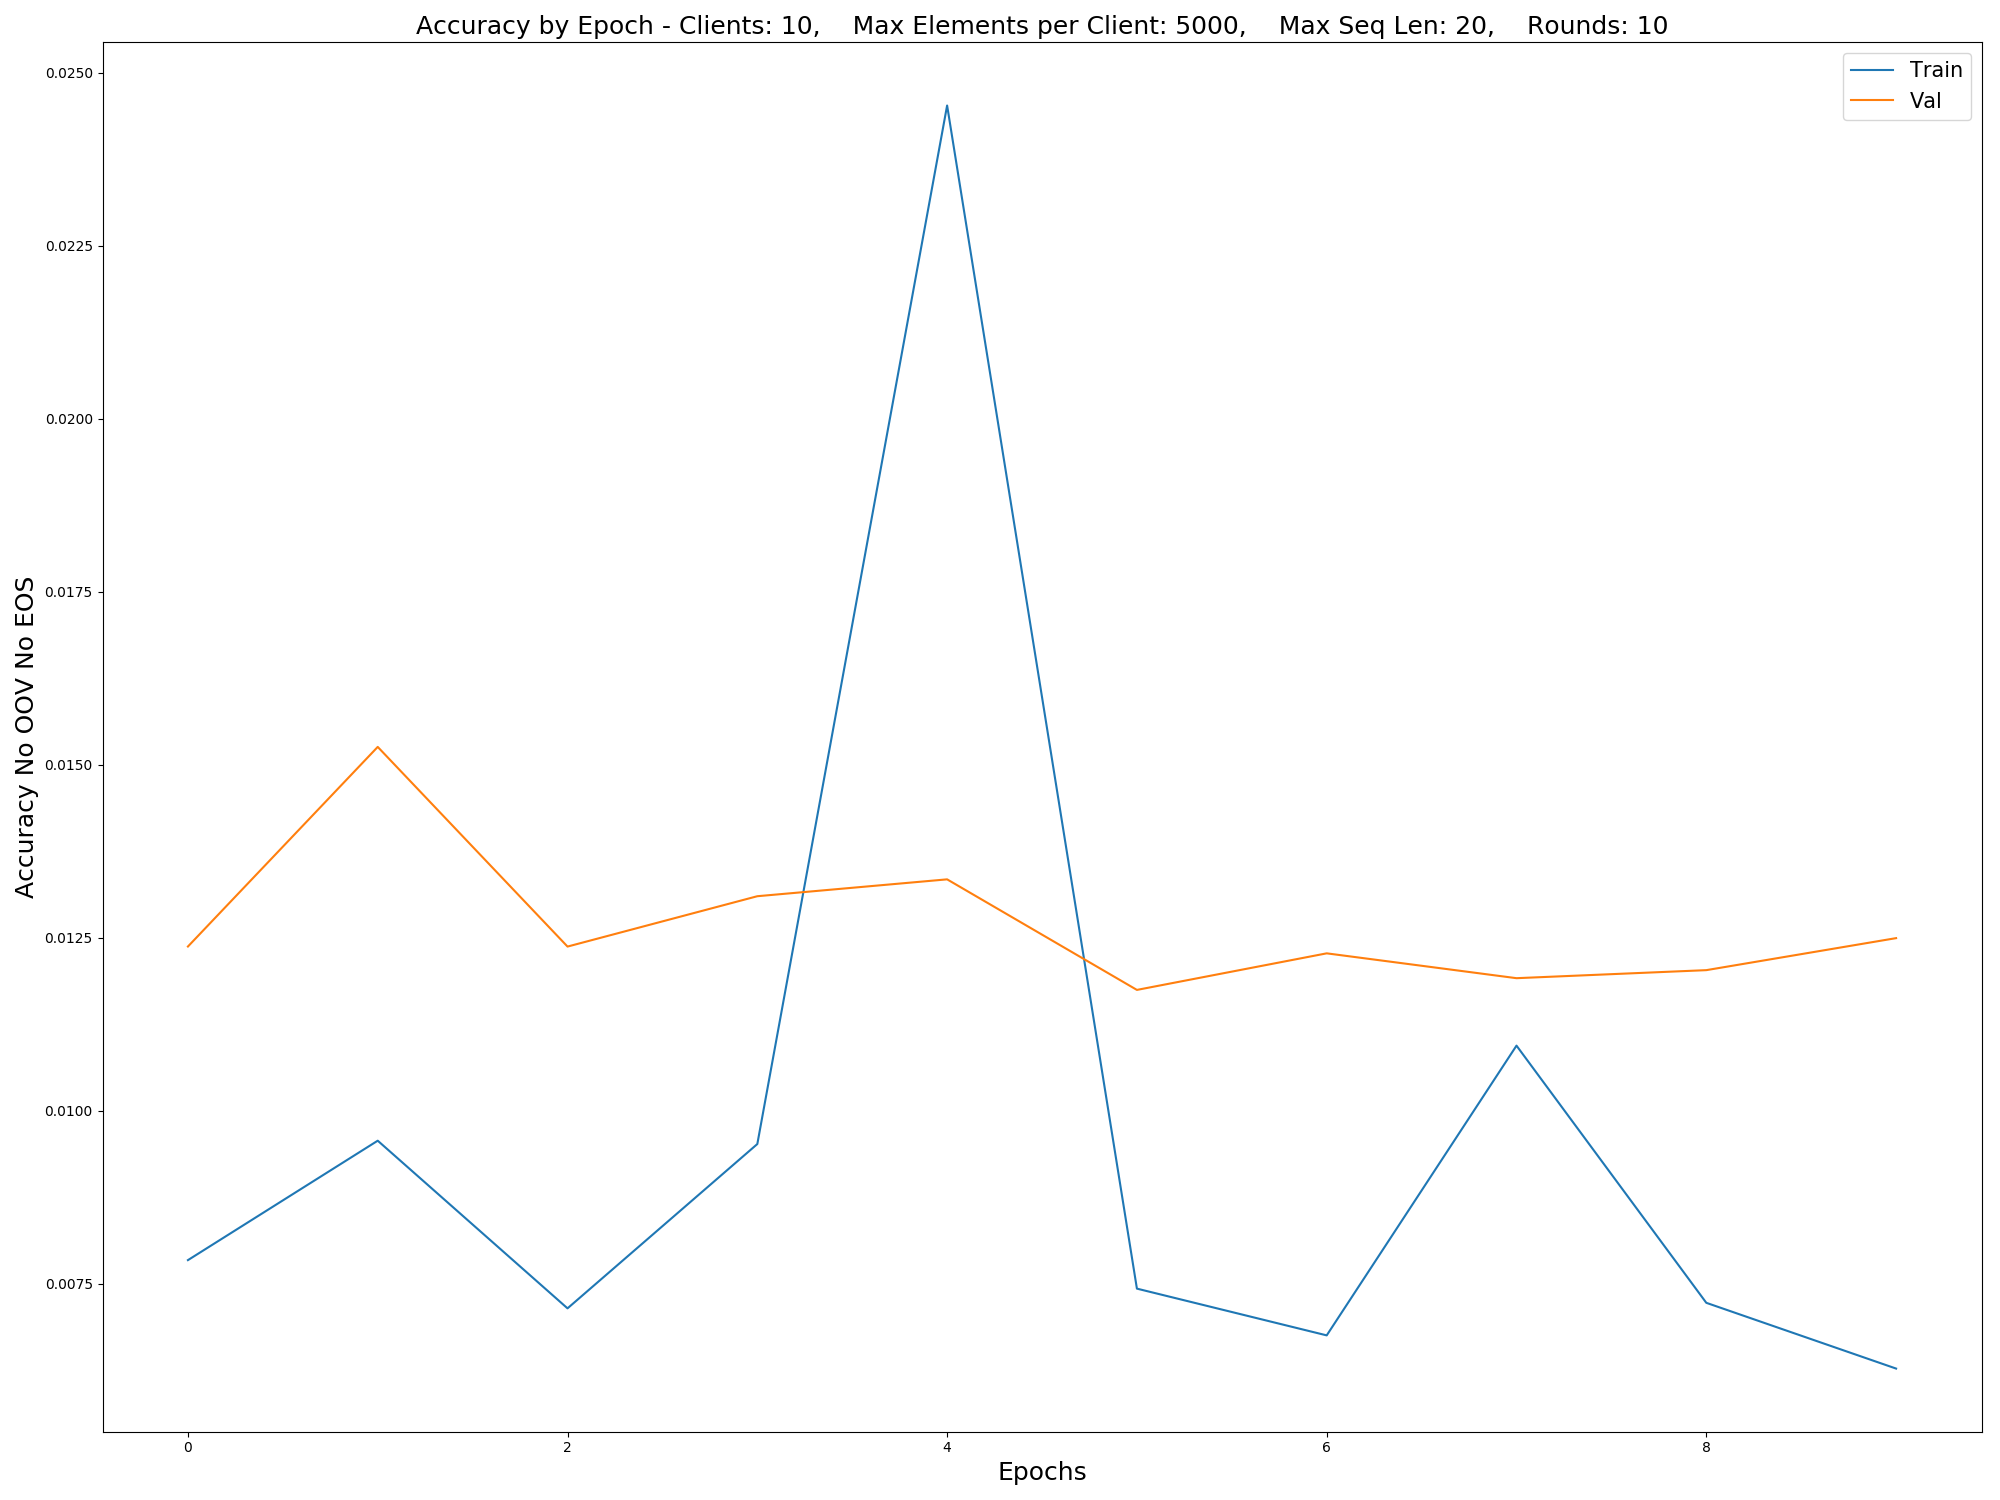 Accuracy by Epoch - Clients: 10,    Max Elements per Client: 5000,    Max Seq Len: 20,    Rounds: 10
Train
Val
0.0250
0.0225
0.0200
0.0175
0.0150
0.0125
0.0100
0.0075
Accuracy No OOV No EOS
0 2 4 6 8
Epochs